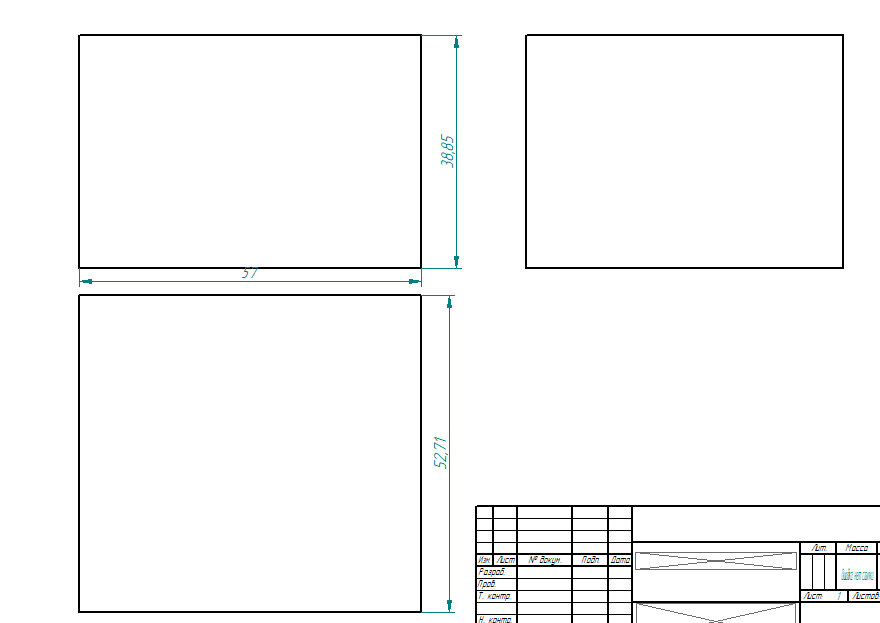 38,85
57
52,71
Лит. Масса
Изм Лист № докум. Подп. Дата
Разраб.
Пров.
Т. контр.
Лист 1 Листов
Н. контр.